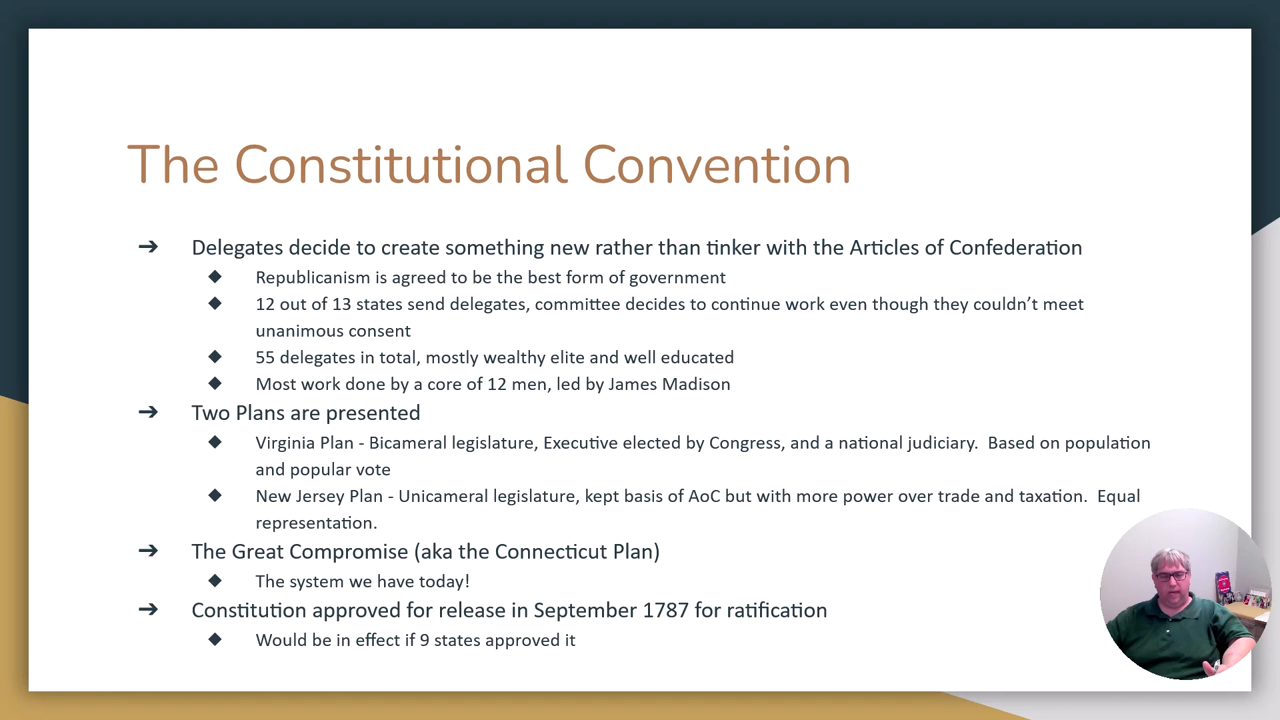 The Constitutional Convention
➔ Delegates decide to create something new rather than tinker with the Articles of Confederation
◆ Republicanism is agreed to be the best form of government
◆ 12 out of 13 states send delegates, committee decides to continue work even though they couldn’t meet
unanimous consent
◆ 55 delegates in total, mostly wealthy elite and well educated
◆ Most work done by a core of 12 men, led by James Madison
➔ Two Plans are presented
◆ Virginia Plan - Bicameral legislature, Executive elected by Congress, and a national judiciary.  Based on population
and popular vote
◆ New Jersey Plan - Unicameral legislature, kept basis of AoC but with more power over trade and taxation.  Equal
representation.
➔ The Great Compromise (aka the Connecticut Plan)
◆ The system we have today!
➔ Constitution approved for release in September 1787 for ratification
◆ Would be in effect if 9 states approved it